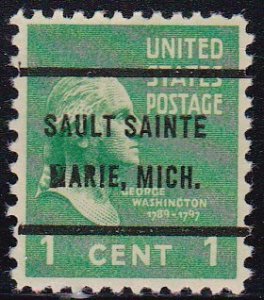 UNITED
STATES
POSTAGE
SAULT SAINTE
MARIE, MICH.
GEORGE
WASHINGTON
1789-1797
1 CENT 1